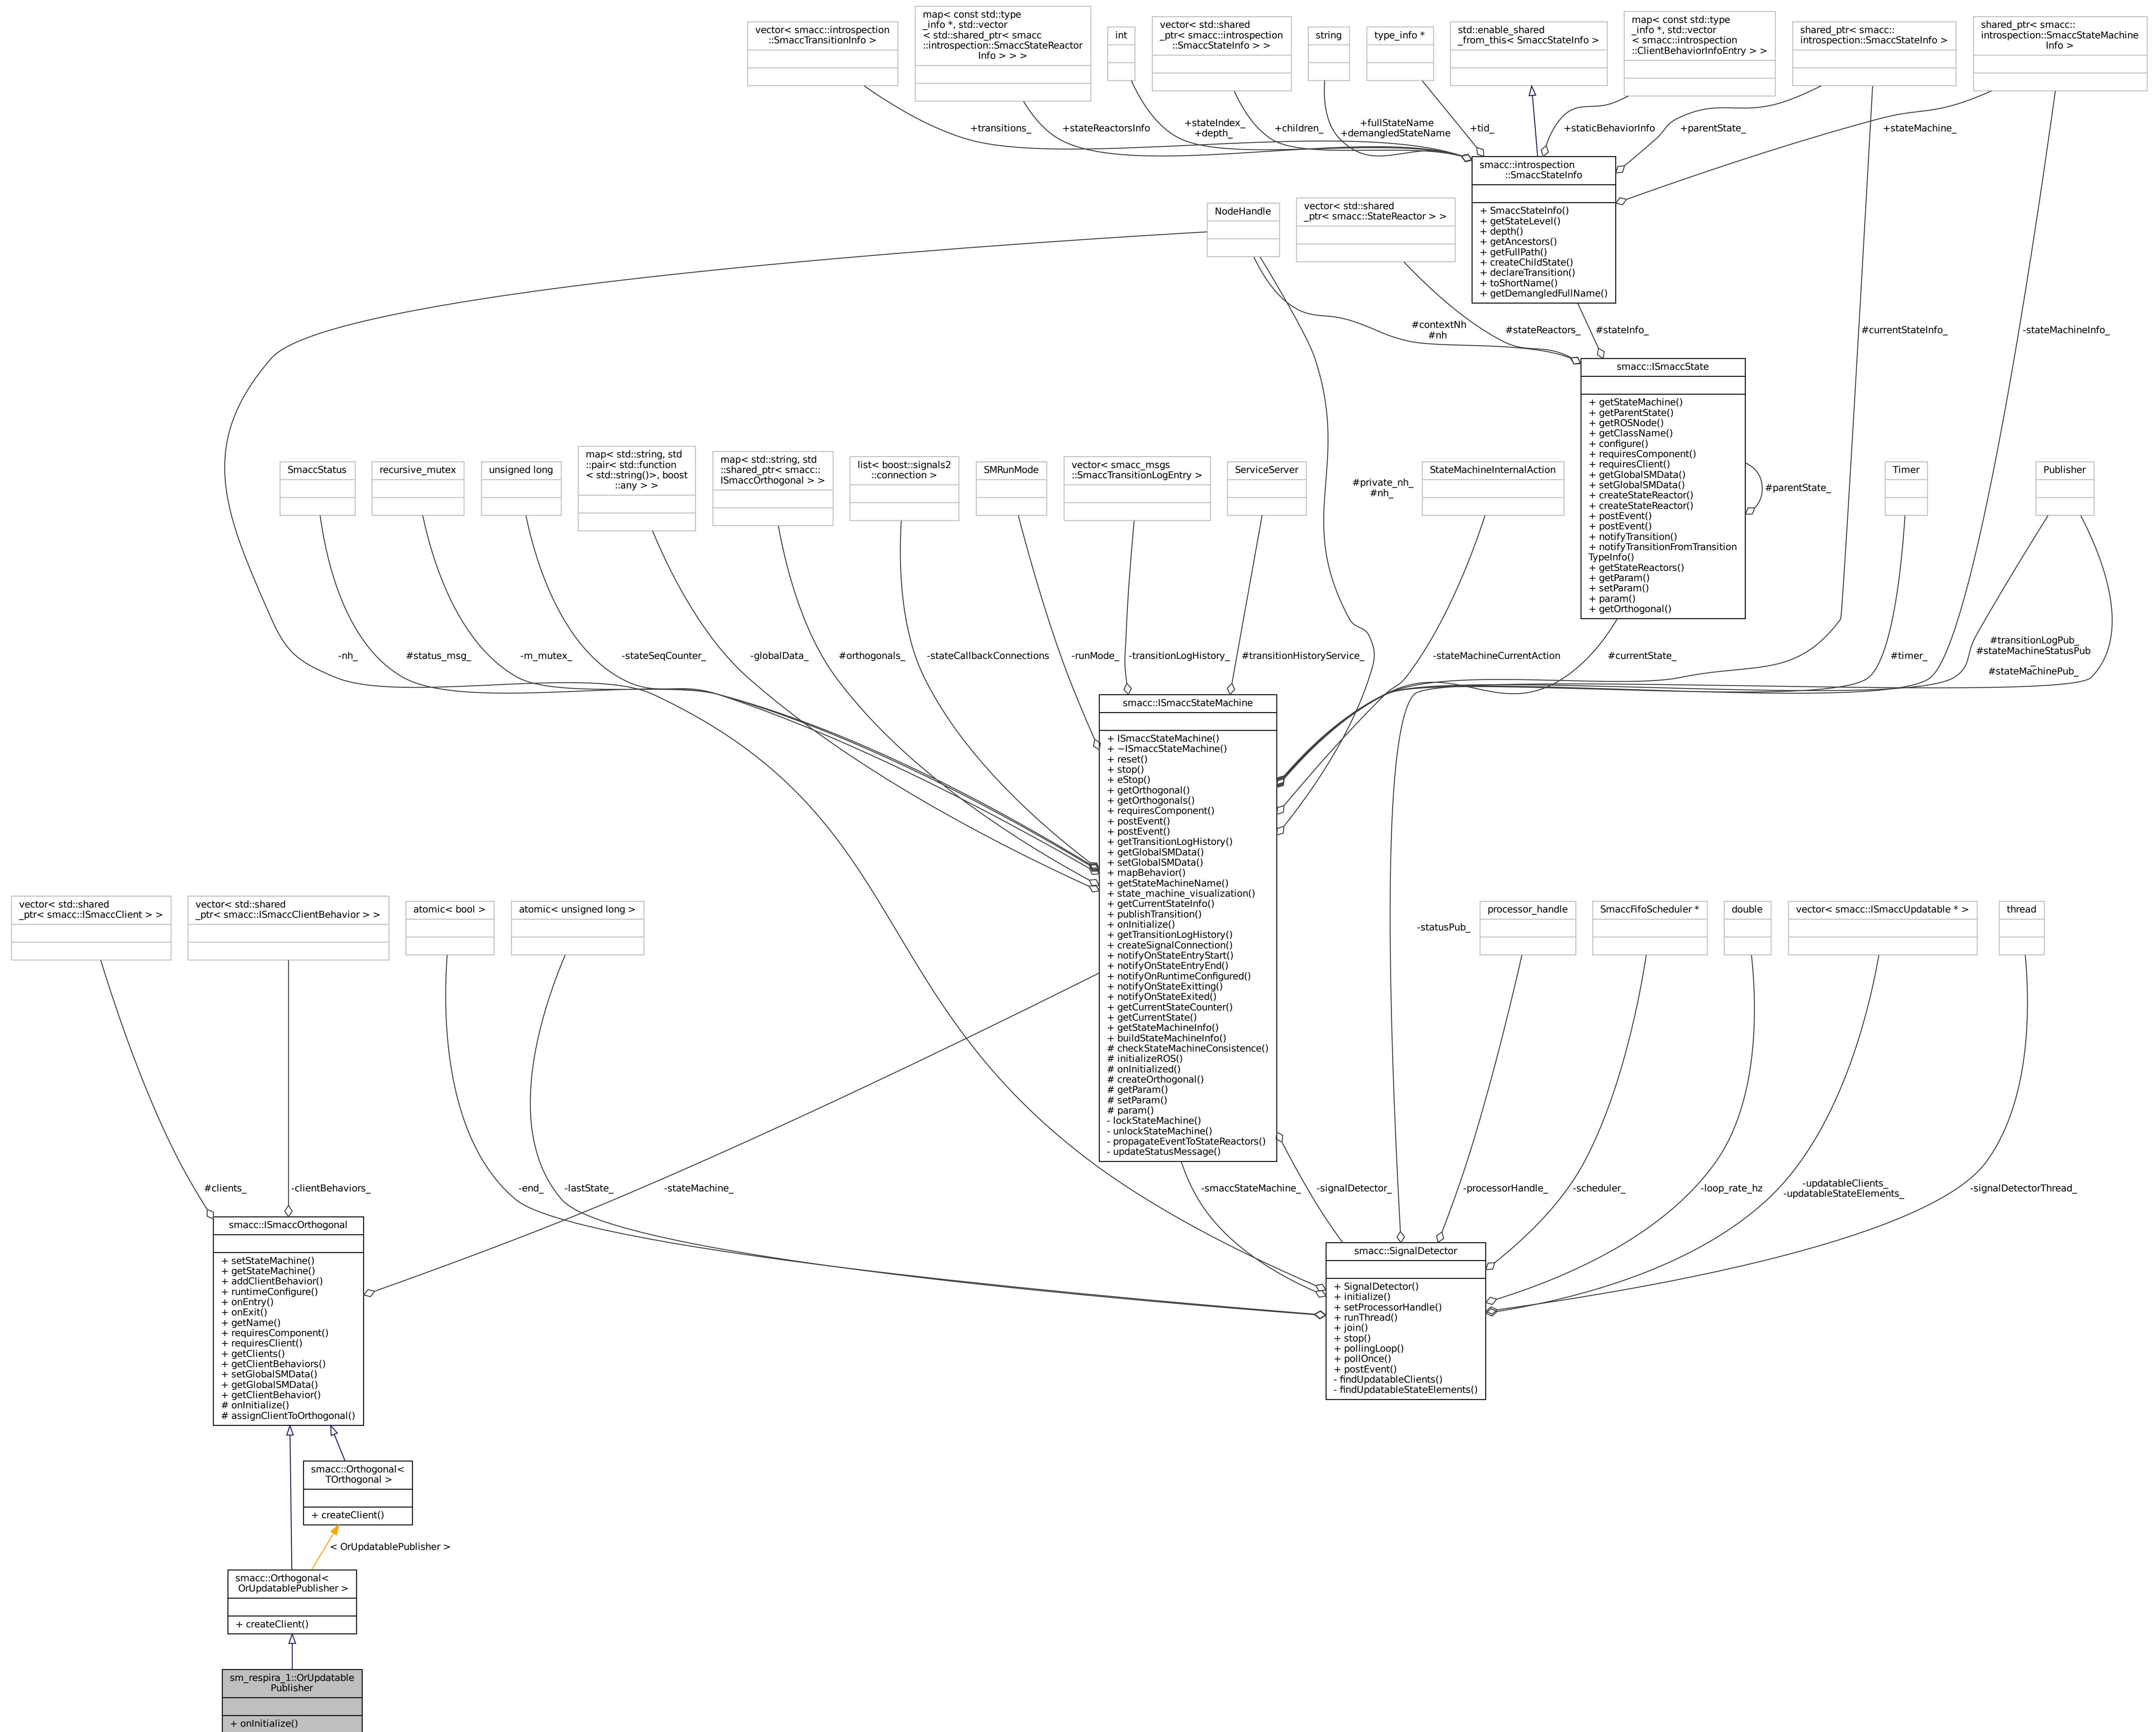 vector< smacc::introspection
::SmaccTransitionInfo >
map< const std::type
_info *, std::vector
< std::shared_ptr< smacc
::introspection::SmaccStateReactor
Info > > >
int
vector< std::shared
_ptr< smacc::introspection
::SmaccStateInfo > >
string
type_info *
std::enable_shared
_from_this< SmaccStateInfo >
map< const std::type
_info *, std::vector
< smacc::introspection
::ClientBehaviorInfoEntry > >
shared_ptr< smacc::
introspection::SmaccStateInfo >
shared_ptr< smacc::
introspection::SmaccStateMachine
Info >
+transitions_
+stateReactorsInfo
+stateIndex_
+depth_
+children_
+fullStateName
+demangledStateName
+tid_
+staticBehaviorInfo
+parentState_
+stateMachine_
smacc::introspection
::SmaccStateInfo
+ SmaccStateInfo()
+ getStateLevel()
+ depth()
+ getAncestors()
+ getFullPath()
+ createChildState()
+ declareTransition()
+ toShortName()
+ getDemangledFullName()
NodeHandle
vector< std::shared
_ptr< smacc::StateReactor > >
#contextNh
#nh
#stateReactors_
#stateInfo_
#currentStateInfo_
-stateMachineInfo_
smacc::ISmaccState
+ getStateMachine()
+ getParentState()
+ getROSNode()
+ getClassName()
+ configure()
+ requiresComponent()
+ requiresClient()
+ getGlobalSMData()
+ setGlobalSMData()
+ createStateReactor()
+ createStateReactor()
+ postEvent()
+ postEvent()
+ notifyTransition()
+ notifyTransitionFromTransition
TypeInfo()
+ getStateReactors()
+ getParam()
+ setParam()
+ param()
+ getOrthogonal()
#parentState_
SmaccStatus
recursive_mutex
unsigned long
map< std::string, std
::pair< std::function
< std::string()>, boost
::any > >
map< std::string, std
::shared_ptr< smacc::
ISmaccOrthogonal > >
list< boost::signals2
::connection >
SMRunMode
vector< smacc_msgs
::SmaccTransitionLogEntry >
ServiceServer
#private_nh_
#nh_
StateMachineInternalAction
Timer
Publisher
-nh_
#status_msg_
-m_mutex_
-stateSeqCounter_
-globalData_
#orthogonals_
-stateCallbackConnections
-runMode_
-transitionLogHistory_
#transitionHistoryService_
-stateMachineCurrentAction
#currentState_
#timer_
#transitionLogPub_
#stateMachineStatusPub
_
#stateMachinePub_
smacc::ISmaccStateMachine
+ ISmaccStateMachine()
+ ~ISmaccStateMachine()
+ reset()
+ stop()
+ eStop()
+ getOrthogonal()
+ getOrthogonals()
+ requiresComponent()
+ postEvent()
+ postEvent()
+ getTransitionLogHistory()
+ getGlobalSMData()
+ setGlobalSMData()
+ mapBehavior()
+ getStateMachineName()
+ state_machine_visualization()
+ getCurrentStateInfo()
+ publishTransition()
+ onInitialize()
+ getTransitionLogHistory()
+ createSignalConnection()
+ notifyOnStateEntryStart()
+ notifyOnStateEntryEnd()
+ notifyOnRuntimeConfigured()
+ notifyOnStateExitting()
+ notifyOnStateExited()
+ getCurrentStateCounter()
+ getCurrentState()
+ getStateMachineInfo()
+ buildStateMachineInfo()
# checkStateMachineConsistence()
# initializeROS()
# onInitialized()
# createOrthogonal()
# getParam()
# setParam()
# param()
- lockStateMachine()
- unlockStateMachine()
- propagateEventToStateReactors()
- updateStatusMessage()
vector< std::shared
_ptr< smacc::ISmaccClient > >
vector< std::shared
_ptr< smacc::ISmaccClientBehavior > >
atomic< bool >
atomic< unsigned long >
-statusPub_
processor_handle
SmaccFifoScheduler *
double
vector< smacc::ISmaccUpdatable * >
thread
#clients_
-clientBehaviors_
-end_
-lastState_
-stateMachine_
-smaccStateMachine_
-signalDetector_
-processorHandle_
-scheduler_
-loop_rate_hz
-updatableClients_
-updatableStateElements_
-signalDetectorThread_
smacc::ISmaccOrthogonal
+ setStateMachine()
+ getStateMachine()
+ addClientBehavior()
+ runtimeConfigure()
+ onEntry()
+ onExit()
+ getName()
+ requiresComponent()
+ requiresClient()
+ getClients()
+ getClientBehaviors()
+ setGlobalSMData()
+ getGlobalSMData()
+ getClientBehavior()
# onInitialize()
# assignClientToOrthogonal()
smacc::SignalDetector
+ SignalDetector()
+ initialize()
+ setProcessorHandle()
+ runThread()
+ join()
+ stop()
+ pollingLoop()
+ pollOnce()
+ postEvent()
- findUpdatableClients()
- findUpdatableStateElements()
smacc::Orthogonal<
TOrthogonal >
+ createClient()
< OrUpdatablePublisher >
smacc::Orthogonal<
OrUpdatablePublisher >
+ createClient()
sm_respira_1::OrUpdatable
Publisher
+ onInitialize()